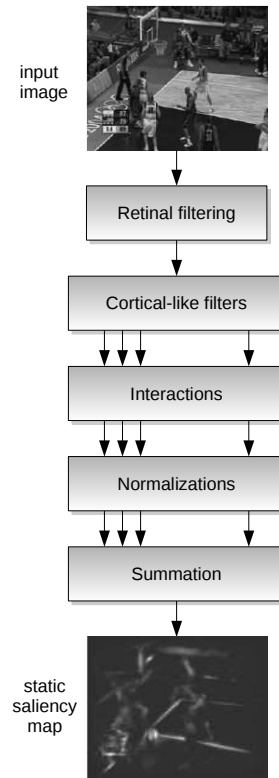 input
image
Retinal filtering
Cortical-like filters
Interactions
Normalizations
Summation
static
saliency
map